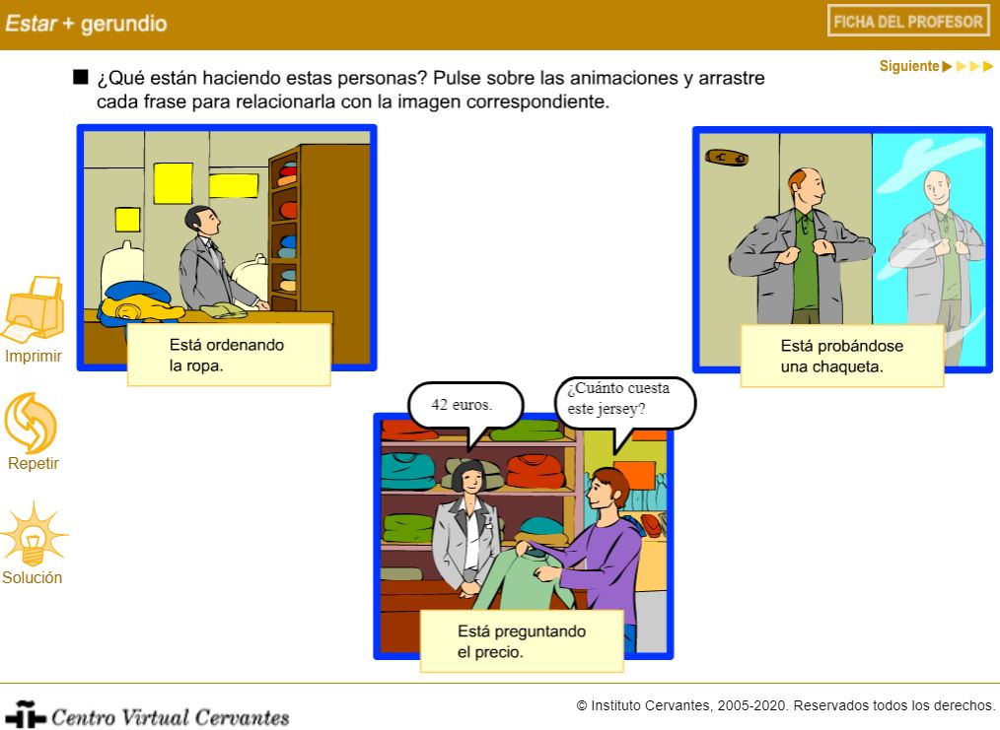 Estar + gerundio
FICHA DEL PROFESOR
Siguiente
¿Qué están haciendo estas personas? Pulse sobre las animaciones y arrastre
cada frase para relacionarla con la imagen correspondiente.
Imprimir
Repetir
Solución
Está ordenando
la ropa.
Está probándose
una chaqueta.
42 euros.
¿Cuánto cuesta
este jersey?
Está preguntando
el precio.
Centro Virtual Cervantes
© Instituto Cervantes, 2005-2020. Reservados todos los derechos.